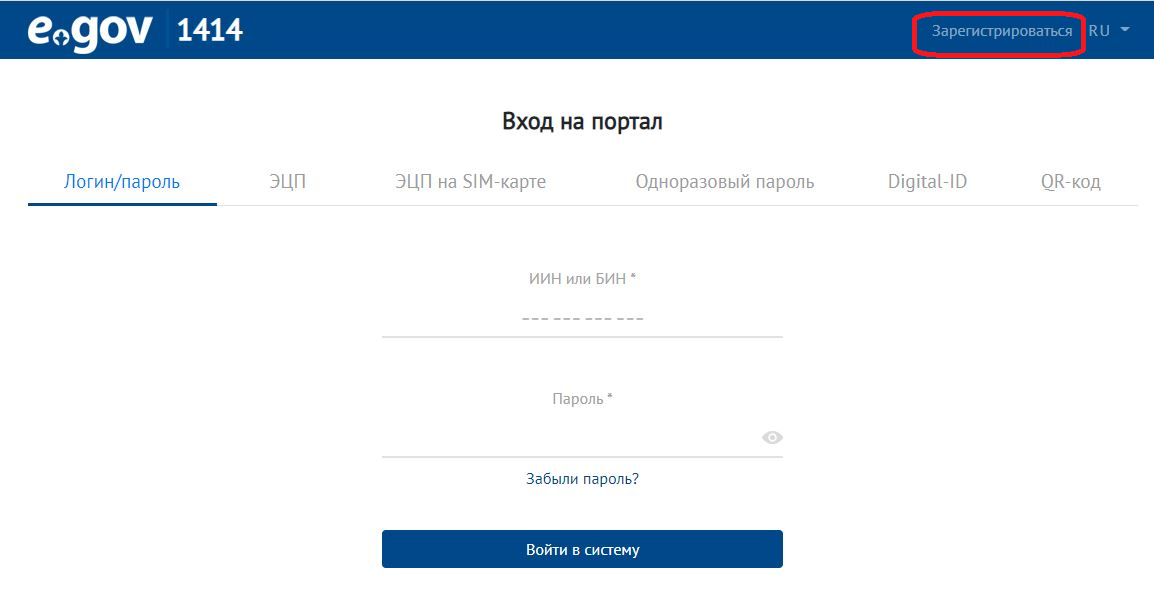 e.gov 1414 Зарегистрироваться RU
Вход на портал
Логин/пароль ЭЦП ЭЦП на SIM-карте Одноразовый пароль Digital-ID QR-код
ИИН или БИН *
--- --- --- ---
Пароль *
Забыли пароль?
Войти в систему